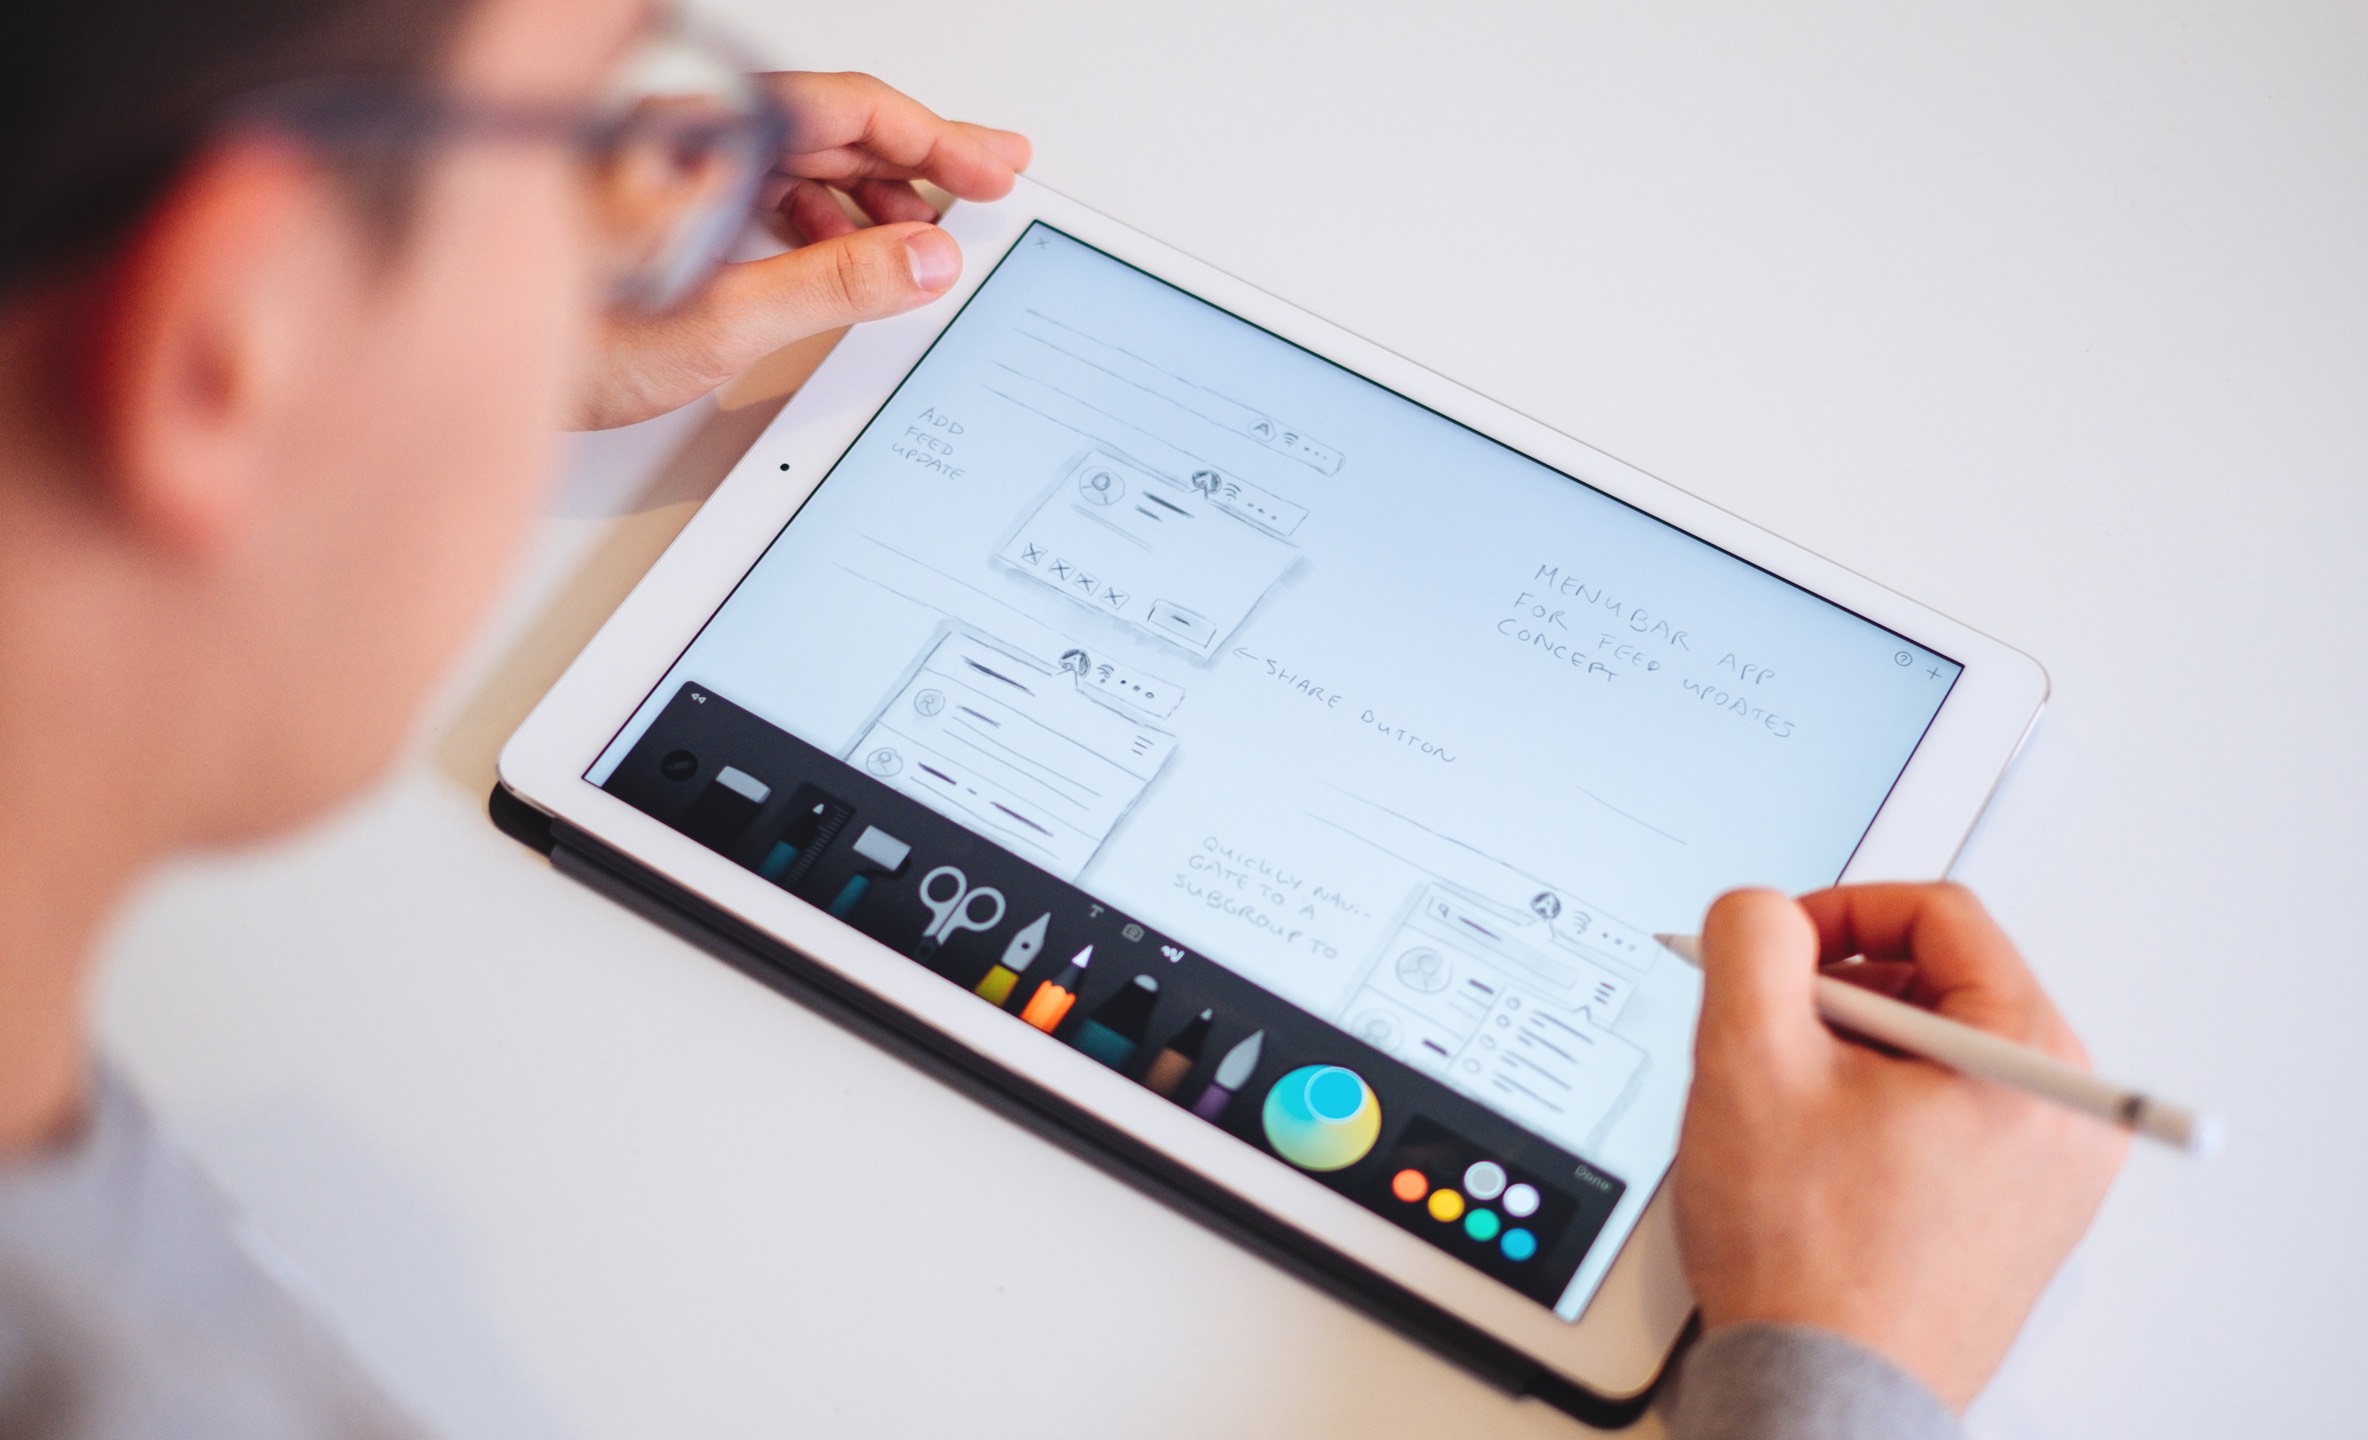 ADD
FEED
UPDATE
A
MENUBAR APP
FOR FEED UPDATES
CONCEPT
← SHARE BUTTON
QUICKLY NAVI-
GATE TO A
SUBGROUP TO
T
Done